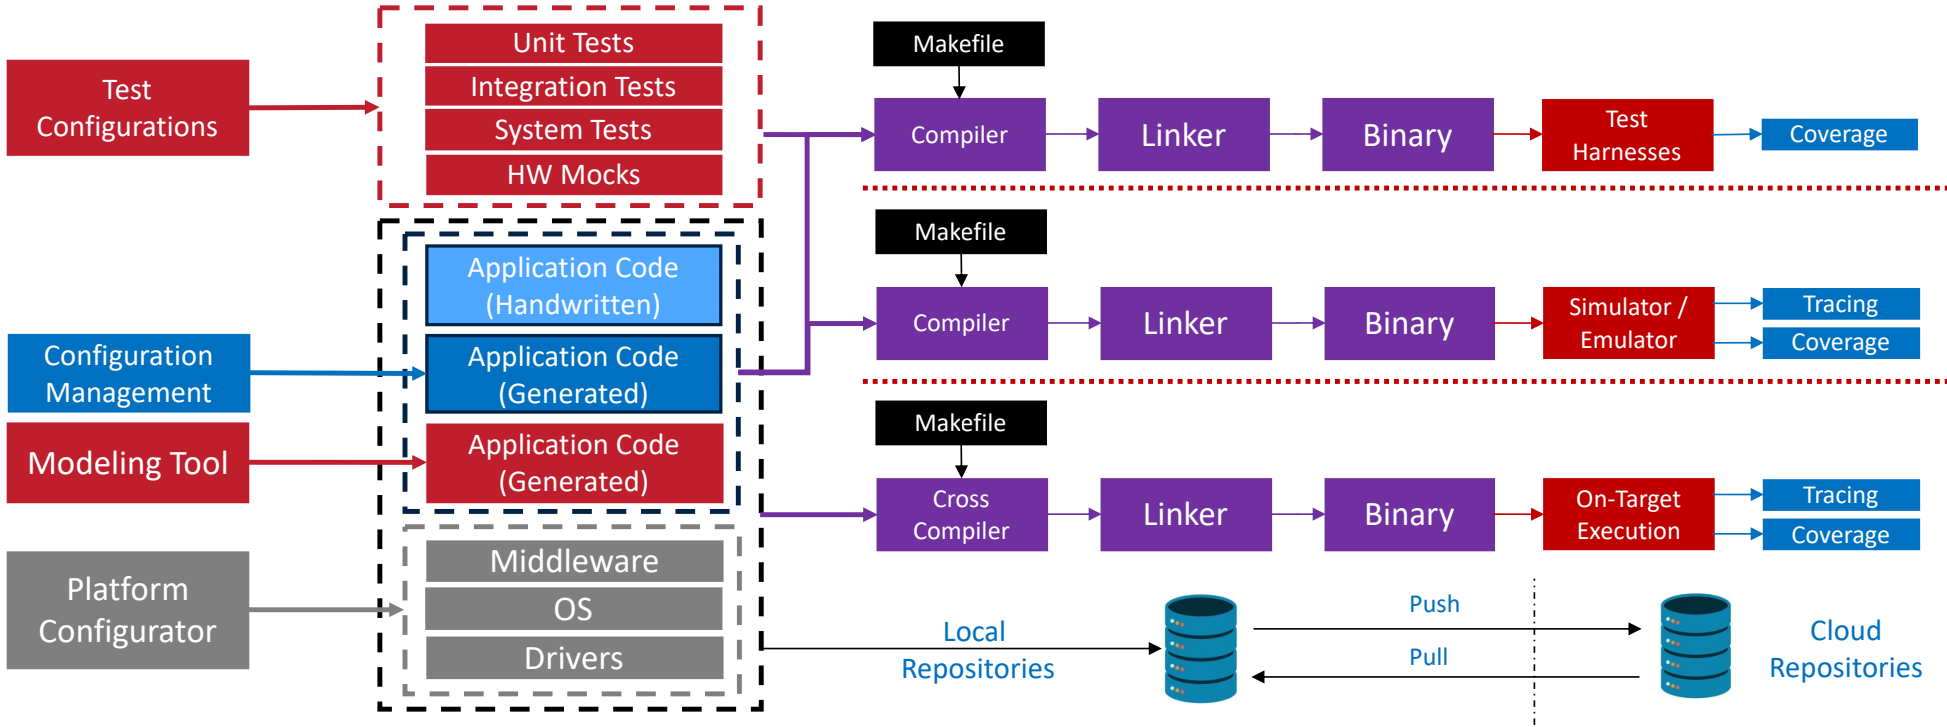 Test
Configurations
Configuration
Management
Modeling Tool
Platform
Configurator
Unit Tests
Integration Tests
System Tests
HW Mocks
Application Code
(Handwritten)
Application Code
(Generated)
Application Code
(Generated)
Middleware
OS
Drivers
Makefile
Compiler
Linker
Binary
Test
Harnesses
Coverage
Makefile
Compiler
Linker
Binary
Simulator /
Emulator
Tracing
Coverage
Makefile
Cross
Compiler
Linker
Binary
On-Target
Execution
Tracing
Coverage
Local
Repositories
Push
Pull
Cloud
Repositories